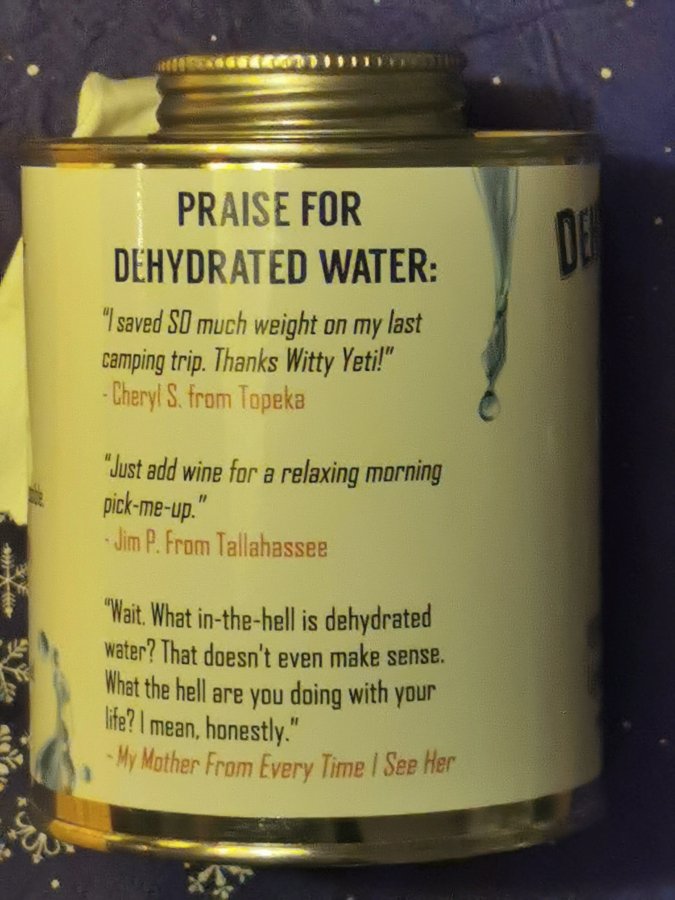 PRAISE FOR
DEHYDRATED WATER:
"I saved SO much weight on my last
camping trip. Thanks Witty Yeti!"
- Cheryl S. from Topeka
"Just add wine for a relaxing morning
pick-me-up."
- Jim P. From Tallahassee
"Wait. What in-the-hell is dehydrated
water? That doesn't even make sense.
What the hell are you doing with your
life? I mean, honestly."
- My Mother From Every Time I See Her